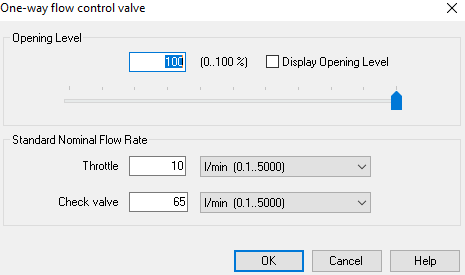 One-way flow control valve
Opening Level
100 (0..100 %) Display Opening Level
Standard Nominal Flow Rate
Throttle 10 l/min (0.1..5000)
Check valve 65 l/min (0.1..5000)
OK Cancel Help